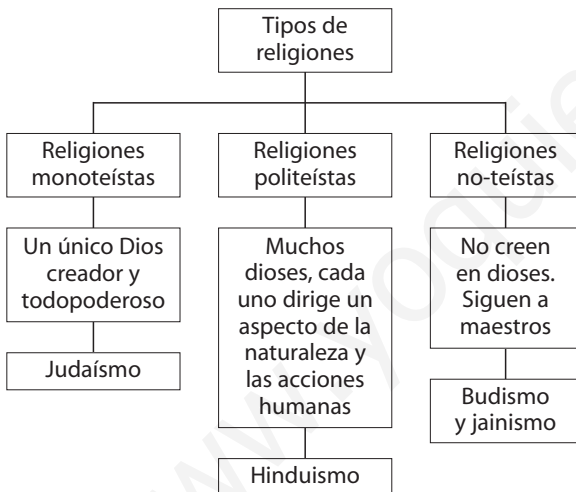 Tipos de
religiones
Religiones
monoteístas
Un único Dios
creador y
todopoderoso
Judaísmo
Religiones
politeístas
Muchos
dioses, cada
uno dirige un
aspecto de la
naturaleza y
las acciones
humanas
Hinduismo
Religiones
no-teístas
No creen
en dioses.
Siguen a
maestros
Budismo
y jainismo
www.yoquie